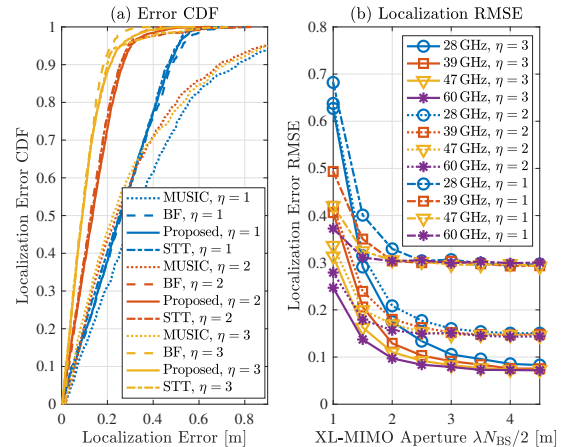 (a) Error CDF
Localization Error CDF
1
0.9
0.8
0.7
0.6
0.5
0.4
0.3
0.2
0.1
0
MUSIC, η = 1
BF, η = 1
Proposed, η = 1
STT, η = 1
MUSIC, η = 2
BF, η = 2
Proposed, η = 2
STT, η = 2
MUSIC, η = 3
BF, η = 3
Proposed, η = 3
STT, η = 3
0 0.2 0.4 0.6 0.8
Localization Error [m]
(b) Localization RMSE
Localization Error RMSE
0.8
0.7
0.6
0.5
0.4
0.3
0.2
0.1
0
28 GHz, η = 3
39 GHz, η = 3
47 GHz, η = 3
60 GHz, η = 3
28 GHz, η = 2
39 GHz, η = 2
47 GHz, η = 2
60 GHz, η = 2
28 GHz, η = 1
39 GHz, η = 1
47 GHz, η = 1
60 GHz, η = 1
1 2 3 4
XL-MIMO Aperture λN_BS/2 [m]